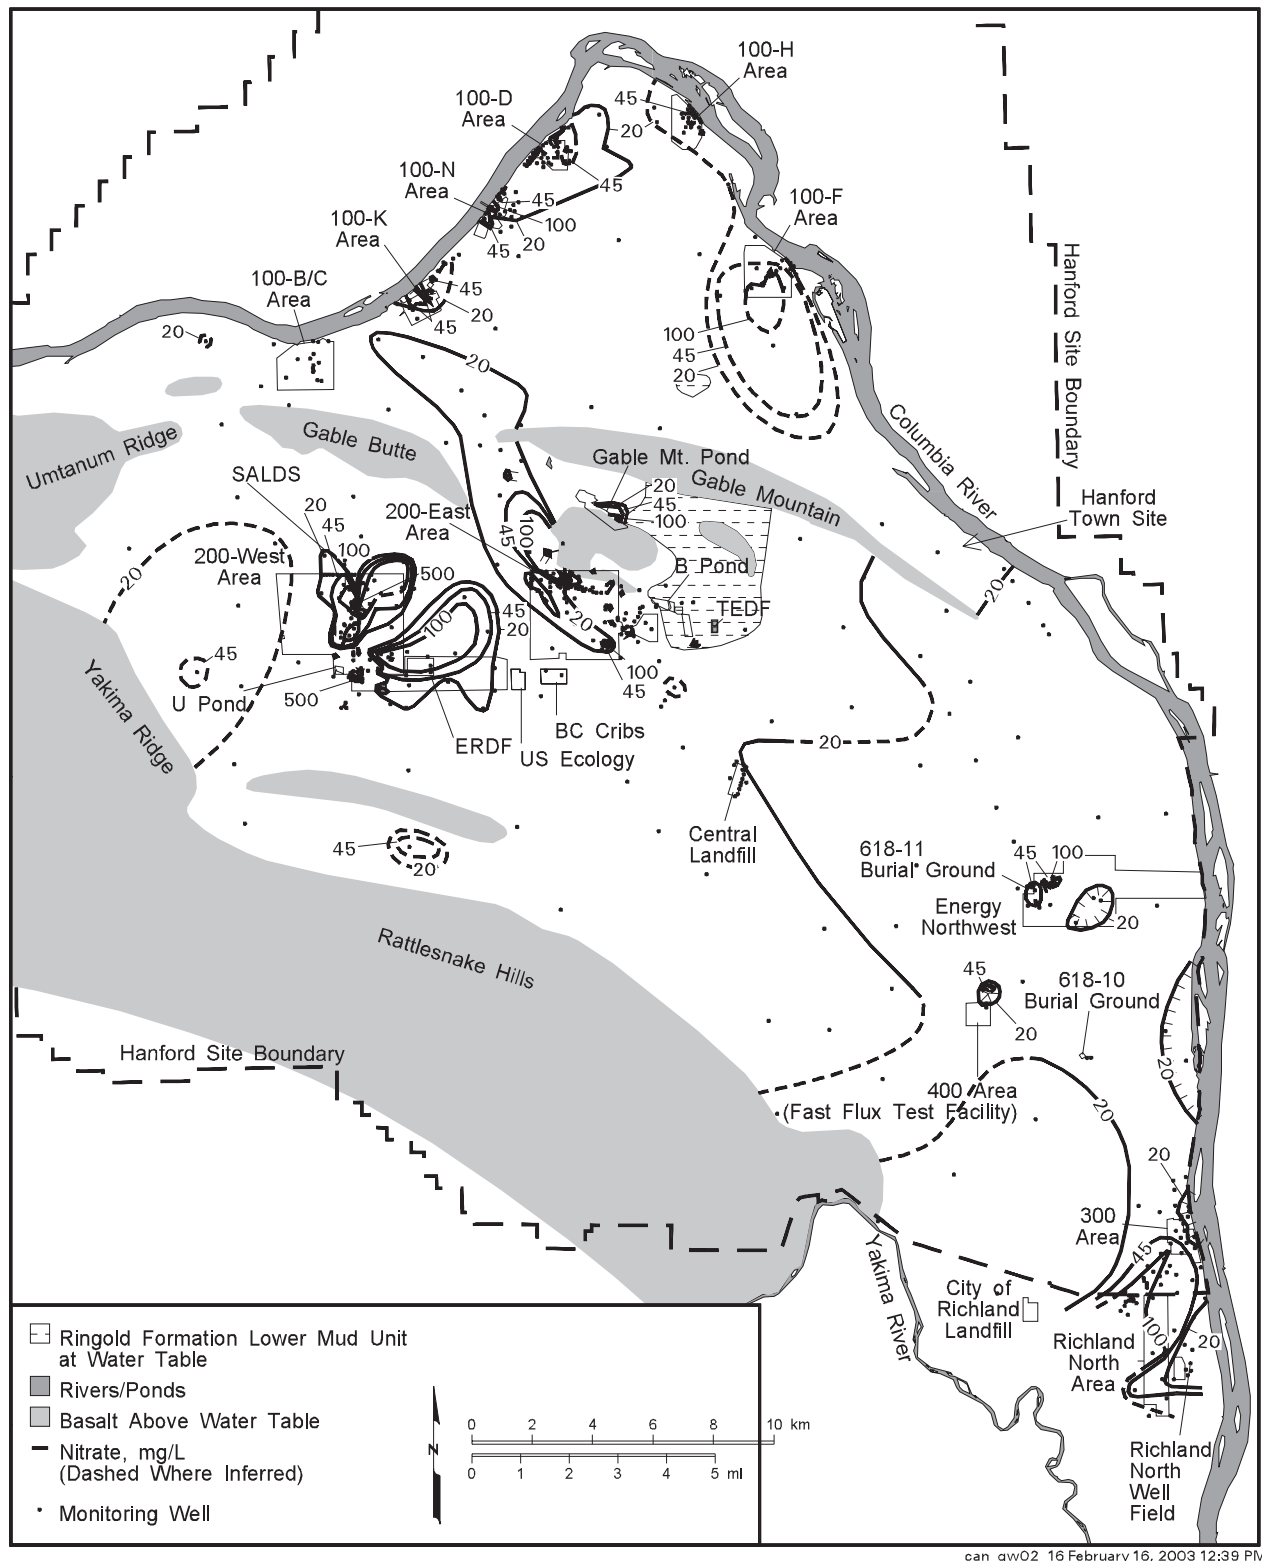 100-H
Area
45
100-D
Area
20
45
100-N
Area
45
100
20
45
100-F
Area
100-K
Area
45
20
45
100-B/C
Area
20
20
100
45
20
Hanford Site Boundary
Columbia River
Umtanum Ridge
Gable Butte
Gable Mt. Pond
Gable Mountain
20
45
100
Hanford
Town Site
SALDS
20
45
100
200-East
Area
100
45
200-West
Area
20
500
B Pond
20
TEDF
100
45
20
20
45
U Pond
500
100
45
Yakima Ridge
ERDF
US Ecology
BC Cribs
20
Central
Landfill
45
20
618-11
Burial Ground
45
100
Energy
Northwest
20
Rattlesnake Hills
45
20
618-10
Burial Ground
Hanford Site Boundary
400 Area
(Fast Flux Test Facility)
20
20
20
300
Area
45
Yakima River
City of
Richland
Landfill
100
20
Richland
North
Area
Richland
North
Well
Field
Ringold Formation Lower Mud Unit
at Water Table
Rivers/Ponds
Basalt Above Water Table
Nitrate, mg/L
(Dashed Where Inferred)
Monitoring Well
N
0 2 4 6 8 10 km
0 1 2 3 4 5 mi
can_gw02_16 February 16, 2003 12:39 PM